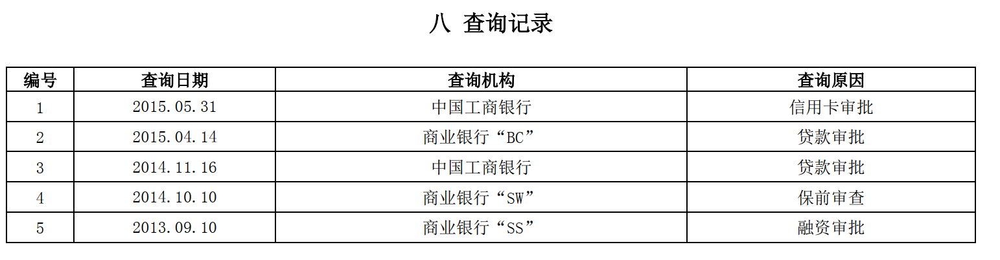 八 查询记录
编号 查询日期 查询机构 查询原因
1 2015.05.31 中国工商银行 信用卡审批
2 2015.04.14 商业银行“BC” 贷款审批
3 2014.11.16 中国工商银行 贷款审批
4 2014.10.10 商业银行“SW” 保前审查
5 2013.09.10 商业银行“SS” 融资审批